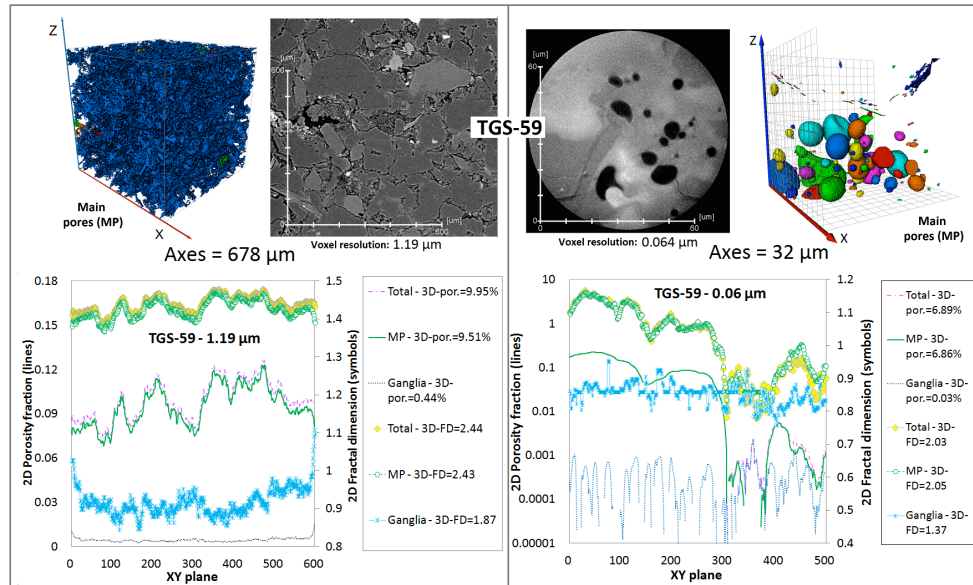 Z
X
Main
pores (MP)
[um]
600
0
600
[um]
Voxel resolution: 1.19 µm
Axes = 678 µm
TGS-59
[um]
60
0
60
[um]
Voxel resolution: 0.064 µm
Z
X
Main
pores (MP)
Axes = 32 µm
TGS-59 - 1.19 µm
2D Porosity fraction (lines)
0.18
0.15
0.12
0.09
0.06
0.03
0
0 100 200 300 400 500 600
XY plane
1.5
1.4
1.3
1.2
1.1
1
0.9
0.8
2D Fractal dimension (symbols)
Total - 3D-por.=9.95%
MP - 3D-por.=9.51%
Ganglia - 3D-
por.=0.44%
Total - 3D-FD=2.44
MP - 3D-FD=2.43
Ganglia - 3D-FD=1.87
TGS-59 - 0.06 µm
2D Porosity fraction (lines)
10
1
0.1
0.01
0.001
0.0001
0.00001
0 100 200 300 400 500
XY plane
1.2
1.1
1
0.9
0.8
0.7
0.6
0.5
0.4
2D Fractal dimension (symbols)
Total - 3D-
por.=6.89%
MP - 3D-
por.=6.86%
Ganglia - 3D-
por.=0.03%
Total - 3D-
FD=2.03
MP - 3D-
FD=2.05
Ganglia - 3D-
FD=1.37